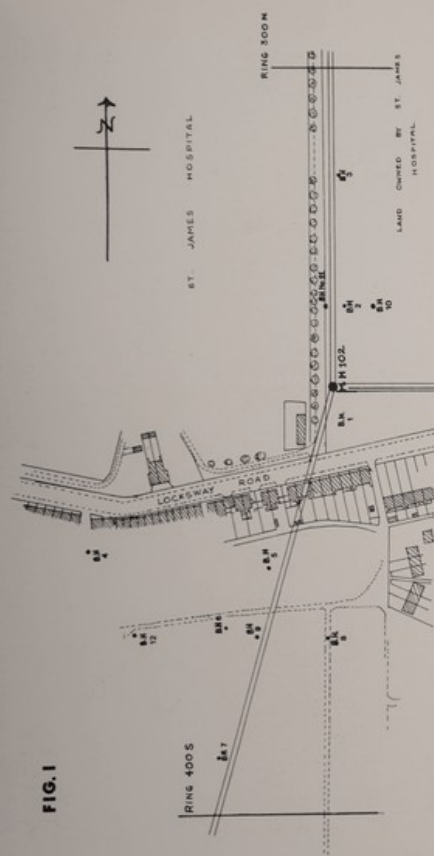 FIG. 1
RING 300 N
N
ST. JAMES HOSPITAL
LAND OWNED BY ST. JAMES
HOSPITAL
B.H
3
B.H
2
B.H
10
M H 102
B.H.
1
LOCKSWAY ROAD
B.H
4
B.H
5
B.H
12
B.H 6
B.H
9
B.H.
8
B.H 7
RING 400 S